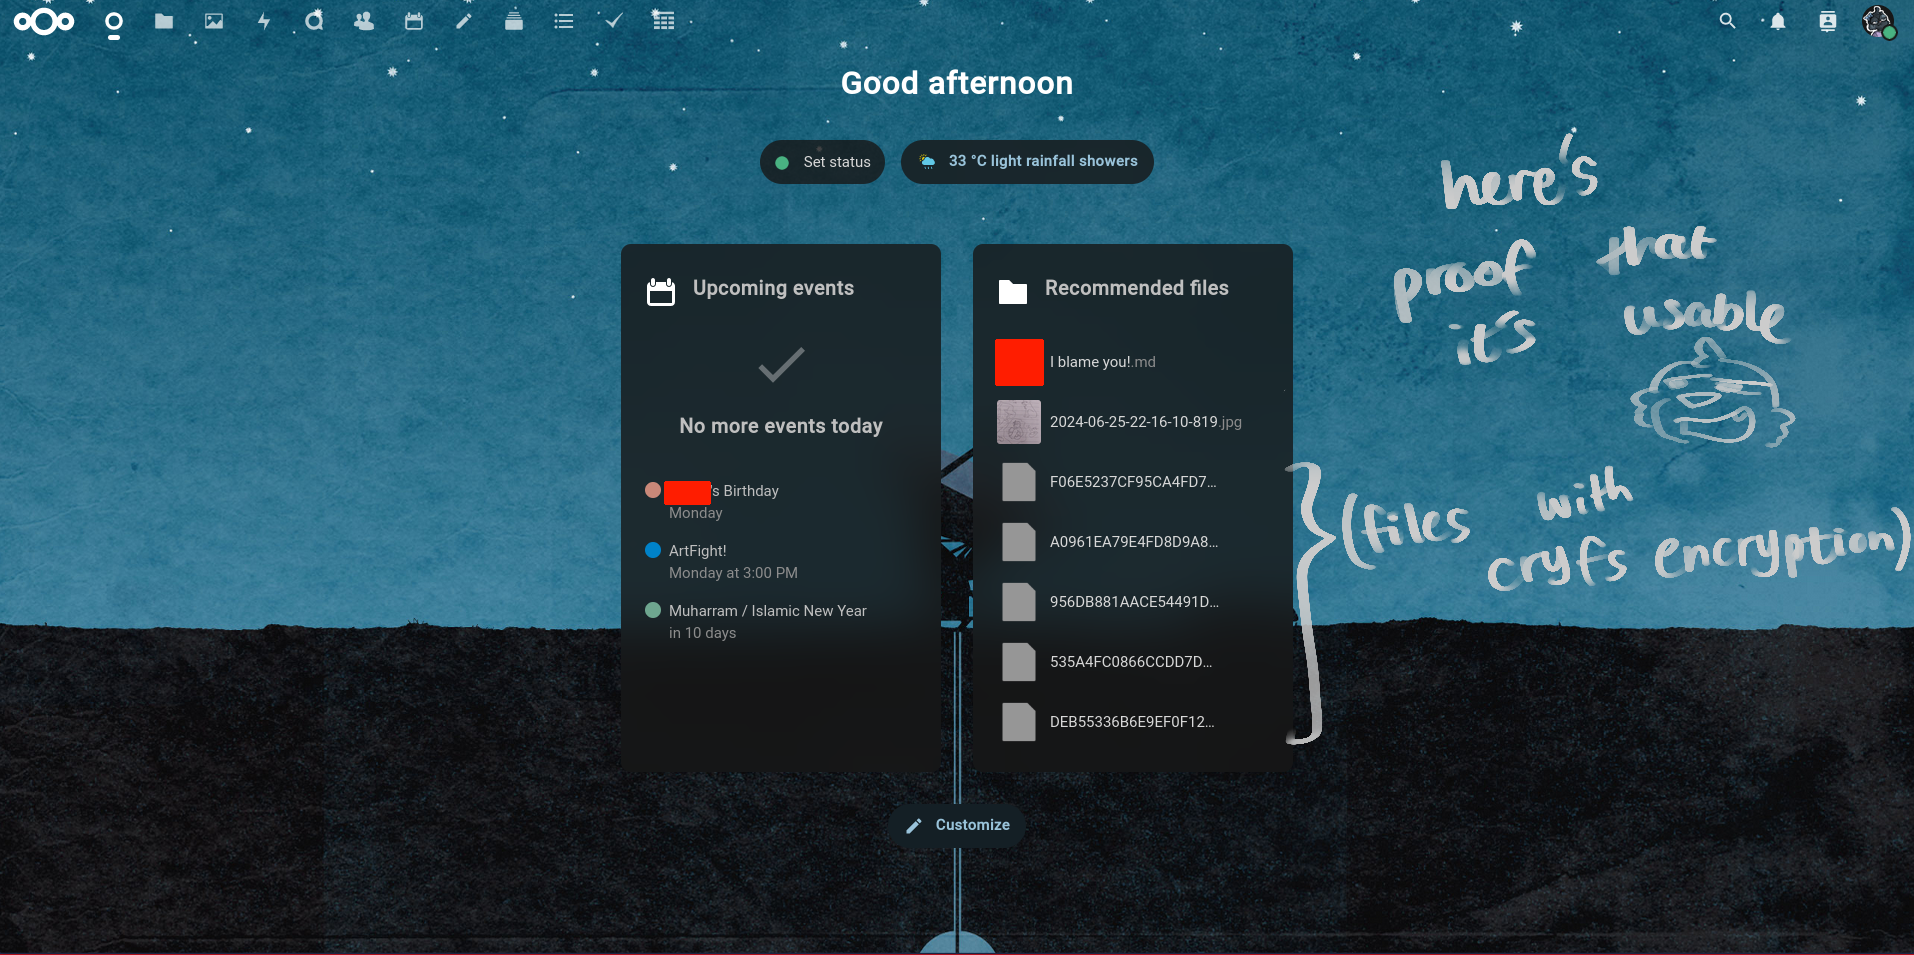 Good afternoon
Set status
33 °C light rainfall showers
Upcoming events
No more events today
's Birthday
Monday
ArtFight!
Monday at 3:00 PM
Muharram / Islamic New Year
in 10 days
Recommended files
I blame you!.md
2024-06-25-22-16-10-819.jpg
F06E5237CF95CA4FD7...
A0961EA79E4FD8D9A8...
956DB881AACE54491D...
535A4FC0866CCDD7D...
DEB55336B6E9EF0F12...
Customize
here's
proof that
it's usable
(files with
cryfs encryption)